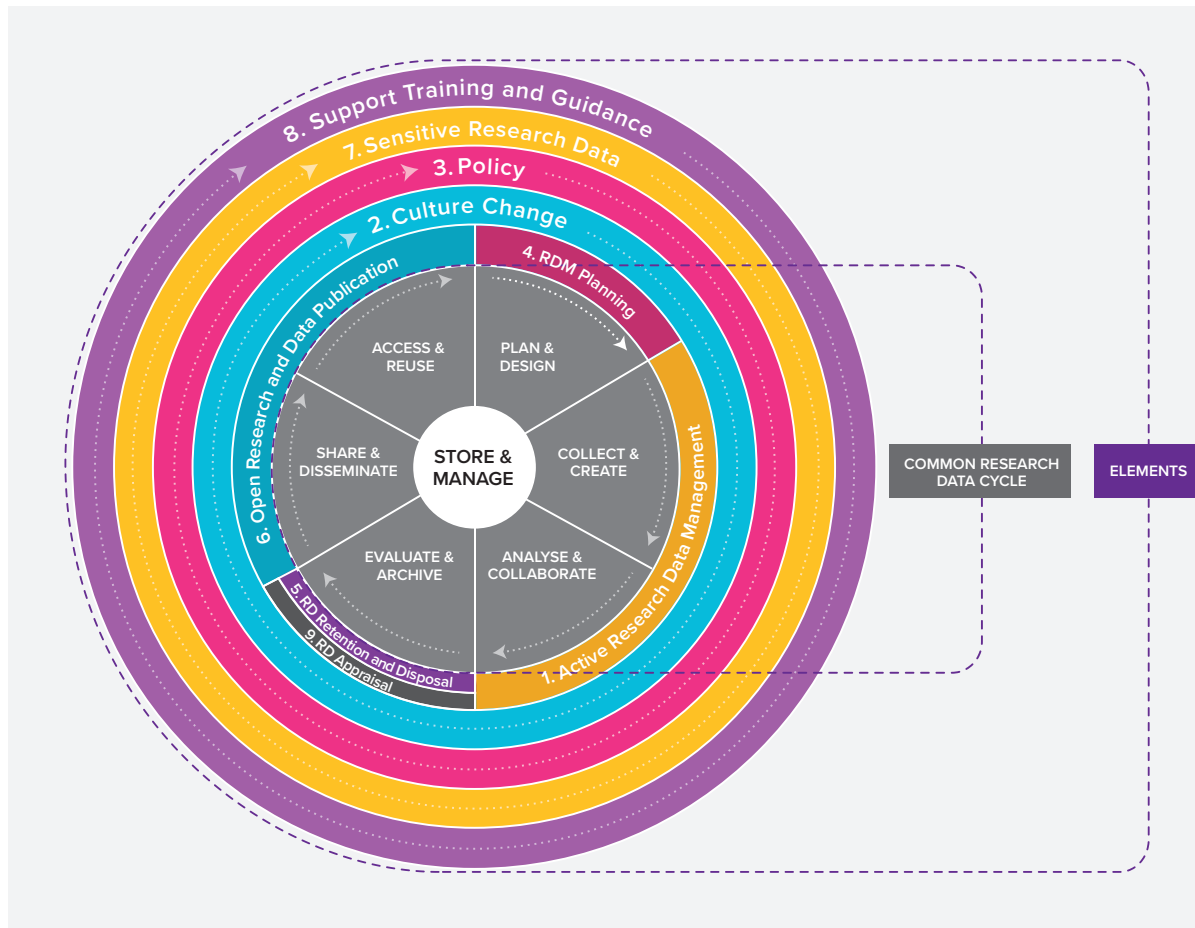 8. Support Training and Guidance
7. Sensitive Research Data
3. Policy
2. Culture Change
4. RDM Planning
6. Open Research and Data Publication
1. Active Research Data Management
5. RD Retention and Disposal
9. RD Appraisal
ACCESS &
REUSE
PLAN &
DESIGN
SHARE &
DISSEMINATE
STORE &
MANAGE
COLLECT &
CREATE
EVALUATE &
ARCHIVE
ANALYSE &
COLLABORATE
COMMON RESEARCH
DATA CYCLE
ELEMENTS